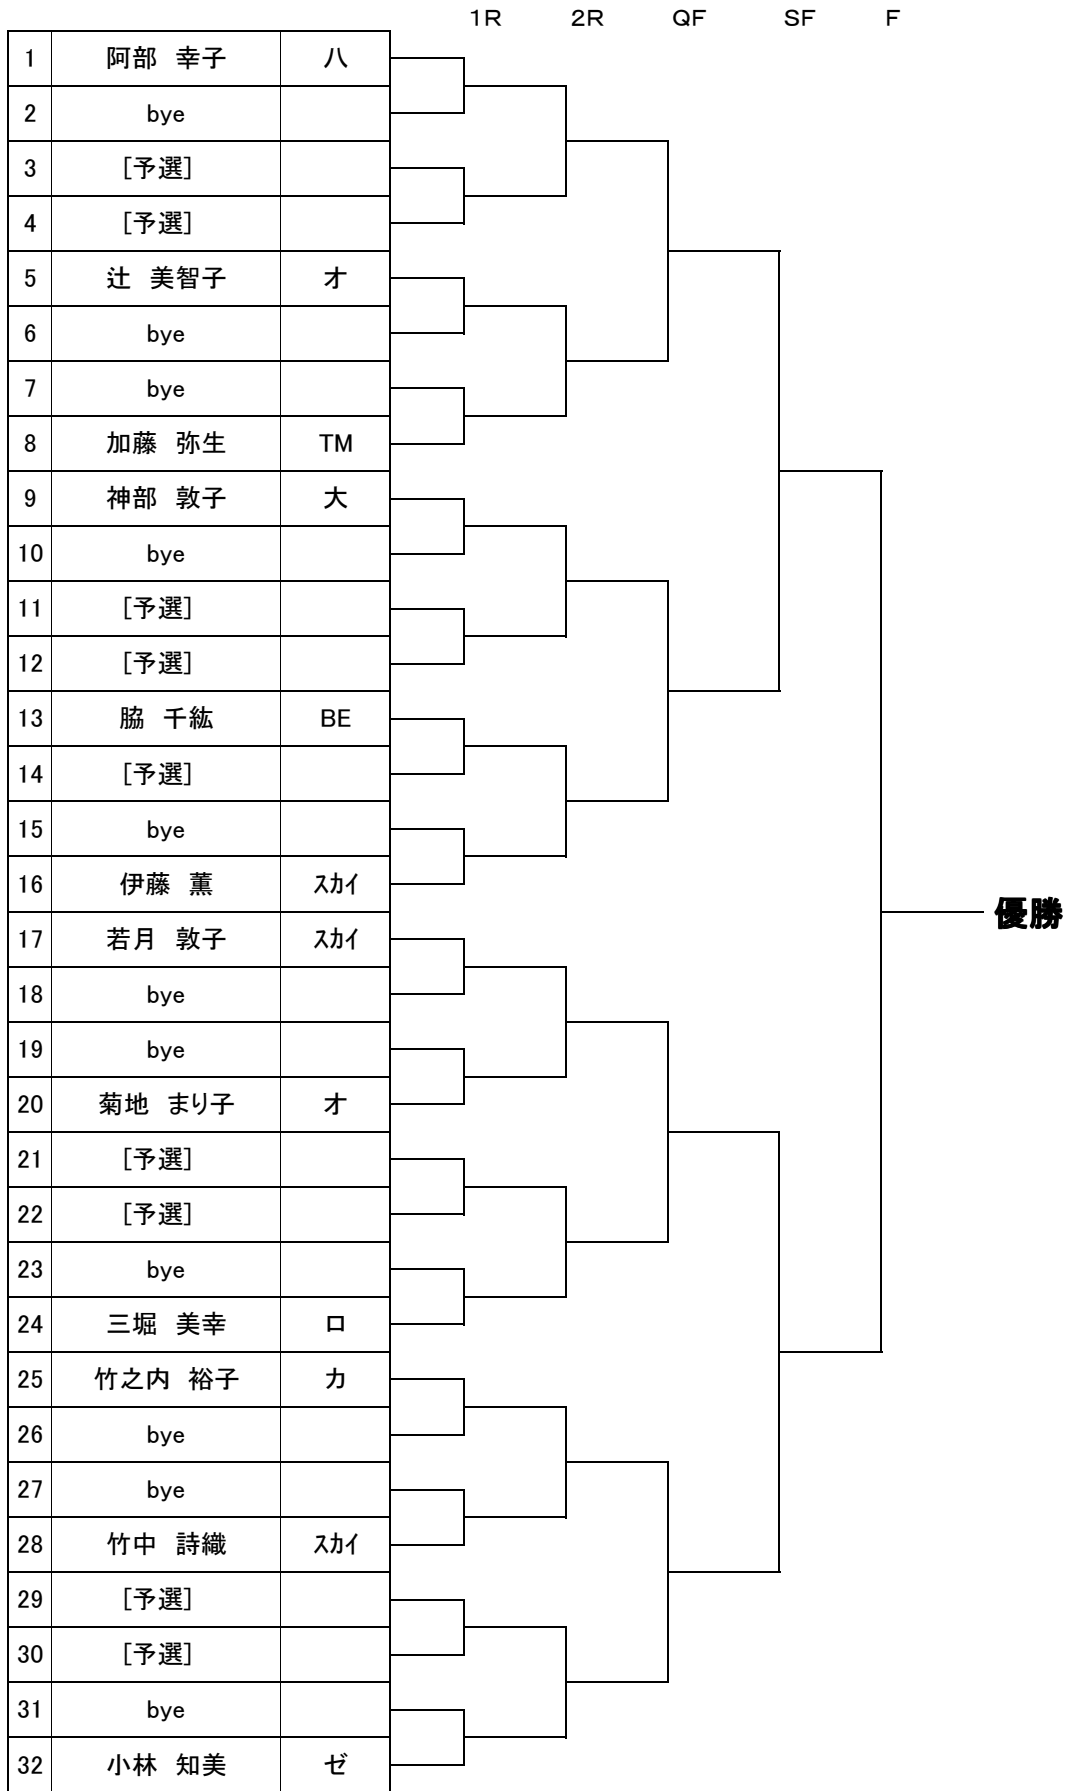 1R 2R QF SF F
1 阿部 幸子 八
2 bye
3 [予選]
4 [予選]
5 辻 美智子 オ
6 bye
7 bye
8 加藤 弥生 TM
9 神部 敦子 大
10 bye
11 [予選]
12 [予選]
13 脇 千紘 BE
14 [予選]
15 bye
16 伊藤 薫 ｽｶｲ
優勝
17 若月 敦子 ｽｶｲ
18 bye
19 bye
20 菊地 まり子 オ
21 [予選]
22 [予選]
23 bye
24 三堀 美幸 ロ
25 竹之内 裕子 カ
26 bye
27 bye
28 竹中 詩織 ｽｶｲ
29 [予選]
30 [予選]
31 bye
32 小林 知美 ゼ